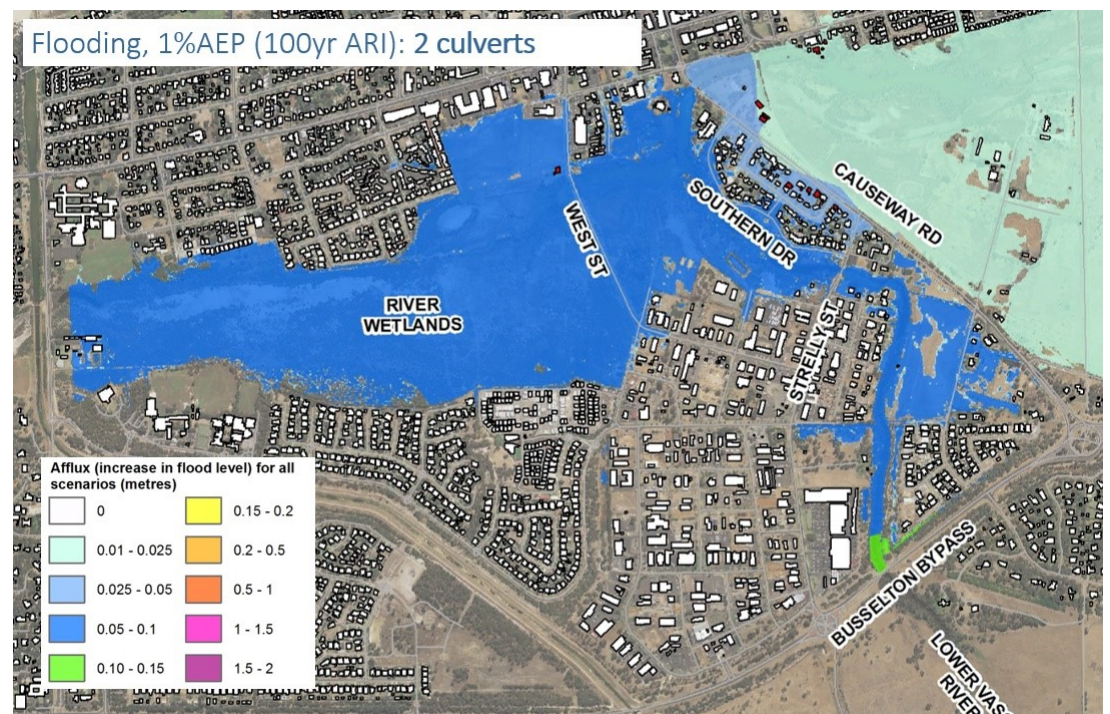 Flooding, 1%AEP (100yr ARI): 2 culverts
CAUSEWAY RD
SOUTHERN DR
WEST ST
RIVER
WETLANDS
STRELLY ST
BUSSELTON BYPASS
LOWER VAS
RIVER
Afflux (increase in flood level) for all
scenarios (metres)
0
0.15 - 0.2
0.01 - 0.025
0.2 - 0.5
0.025 - 0.05
0.5 - 1
0.05 - 0.1
1 - 1.5
0.10 - 0.15
1.5 - 2